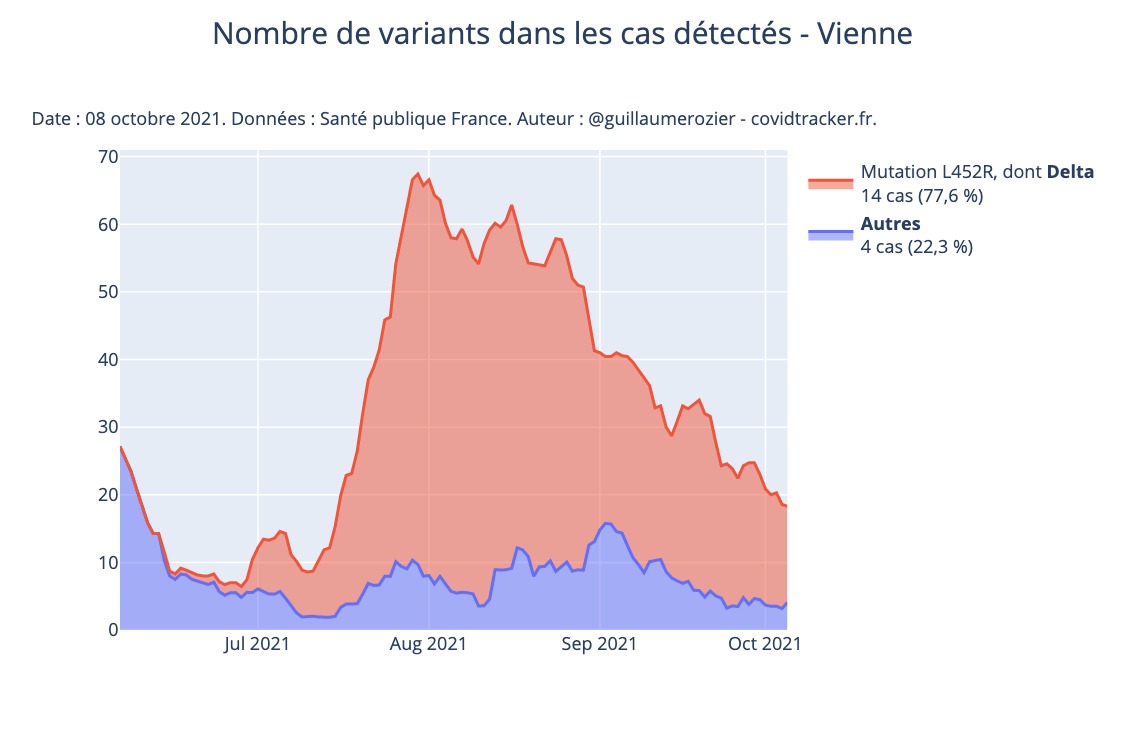 Nombre de variants dans les cas détectés - Vienne
Date : 08 octobre 2021. Données : Santé publique France. Auteur : @guillaumerozier - covidtracker.fr.
70
60
50
40
30
20
10
0
Jul 2021
Aug 2021
Sep 2021
Oct 2021
Mutation L452R, dont Delta
14 cas (77,6 %)
Autres
4 cas (22,3 %)